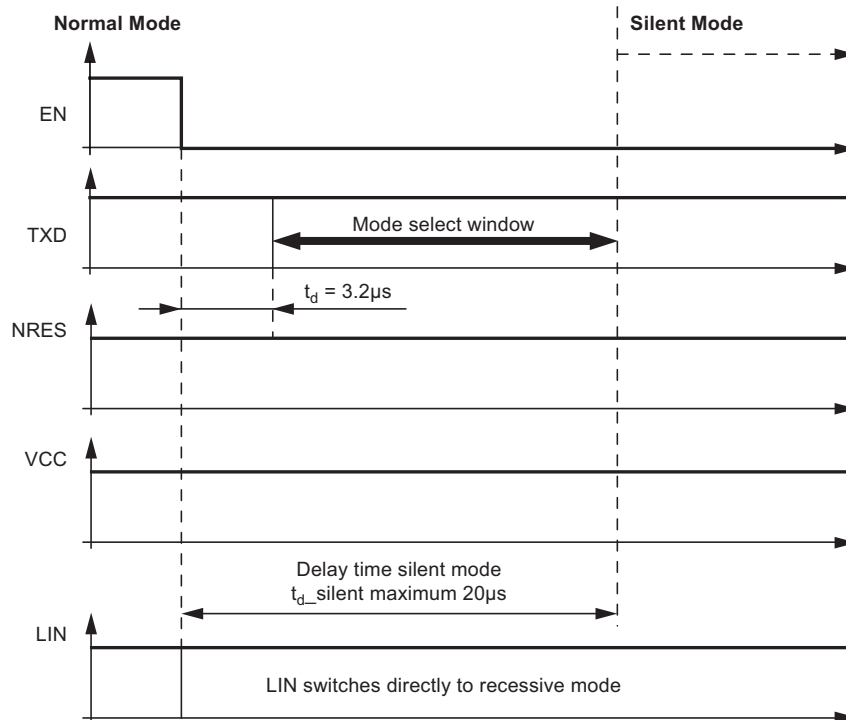 Normal Mode
Silent Mode
EN
TXD
Mode select window
t_d = 3.2µs
NRES
VCC
Delay time silent mode
t_d_silent maximum 20µs
LIN
LIN switches directly to recessive mode